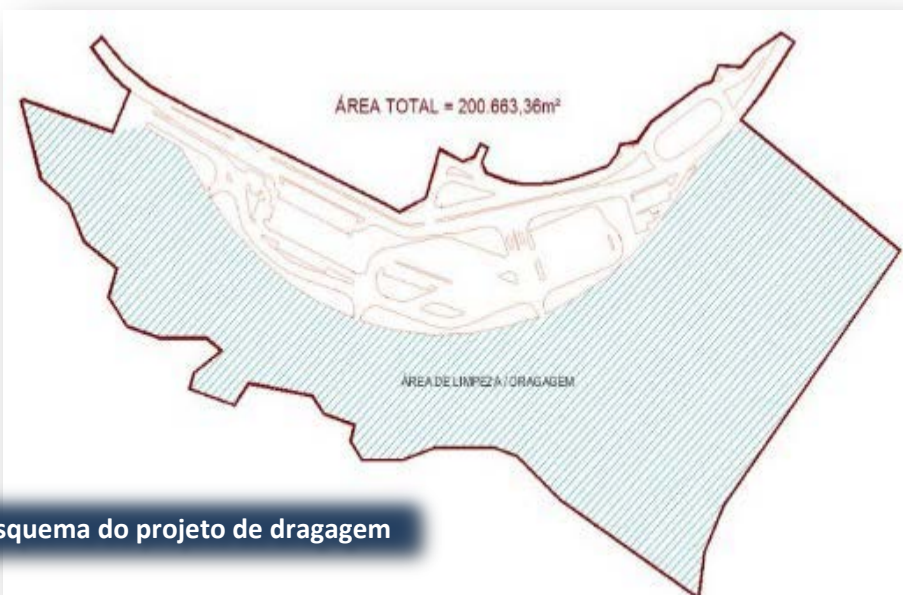 ÁREA TOTAL = 200.663,36m²
ÁREA DE LIMPEZA / DRAGAGEM
squema do projeto de dragagem